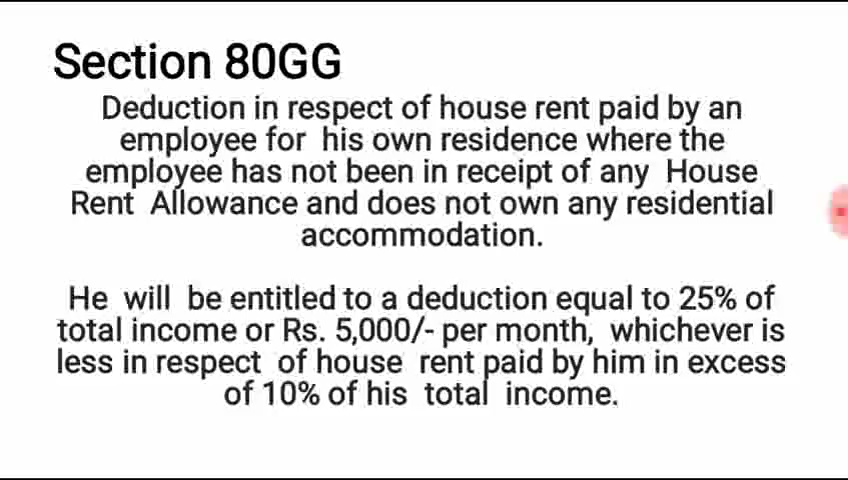 Section 80GG
Deduction in respect of house rent paid by an
employee for his own residence where the
employee has not been in receipt of any House
Rent Allowance and does not own any residential
accommodation.
He will be entitled to a deduction equal to 25% of
total income or Rs. 5,000/- per month, whichever is
less in respect of house rent paid by him in excess
of 10% of his total income.